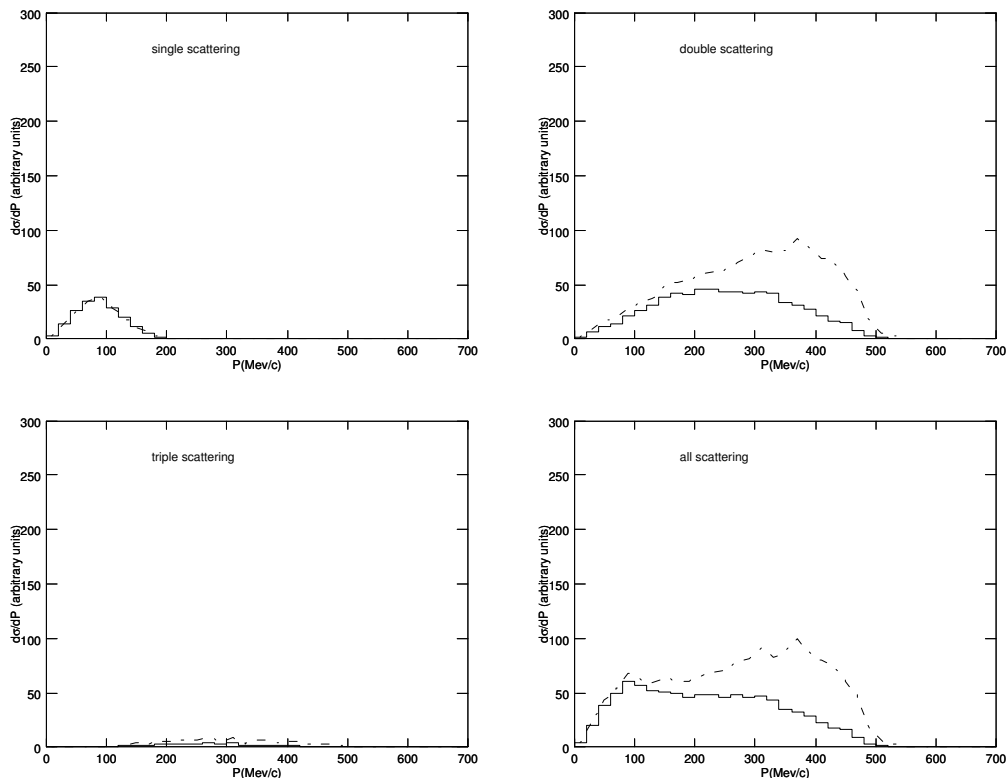 300
250
200
150
100
50
0
dσ/dP (arbitrary units)
single scattering
0 100 200 300 400 500 600 700
P(Mev/c)
300
250
200
150
100
50
0
dσ/dP (arbitrary units)
double scattering
0 100 200 300 400 500 600 700
P(Mev/c)
300
250
200
150
100
50
0
dσ/dP (arbitrary units)
triple scattering
0 100 200 300 400 500 600 700
P(Mev/c)
300
250
200
150
100
50
0
dσ/dP (arbitrary units)
all scattering
0 100 200 300 400 500 600 700
P(Mev/c)